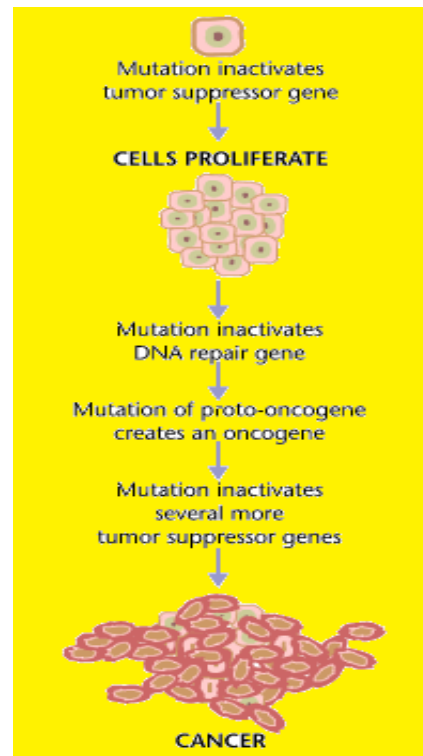 Mutation inactivates
tumor suppressor gene
CELLS PROLIFERATE
Mutation inactivates
DNA repair gene
Mutation of proto-oncogene
creates an oncogene
Mutation inactivates
several more
tumor suppressor genes
CANCER